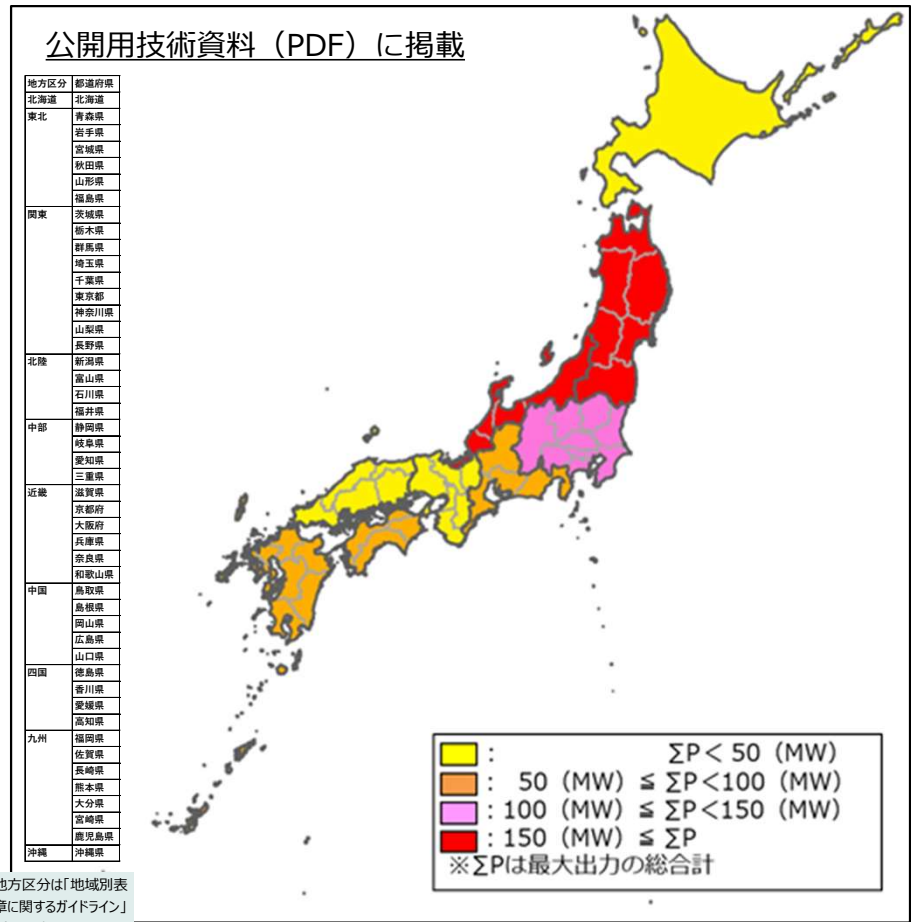 公開用技術資料（PDF）に掲載
地方区分 都道府県
北海道 北海道
東北 青森県
岩手県
宮城県
秋田県
山形県
福島県
関東 茨城県
栃木県
群馬県
埼玉県
千葉県
東京都
神奈川県
山梨県
長野県
北陸 新潟県
富山県
石川県
福井県
中部 静岡県
岐阜県
愛知県
三重県
近畿 滋賀県
京都府
大阪府
兵庫県
奈良県
和歌山県
中国 鳥取県
島根県
岡山県
広島県
山口県
四国 徳島県
香川県
愛媛県
高知県
九州 福岡県
佐賀県
長崎県
熊本県
大分県
宮崎県
鹿児島県
沖縄 沖縄県
： ΣP＜50（MW）
： 50（MW）≦ ΣP＜100（MW）
：100（MW）≦ ΣP＜150（MW）
：150（MW）≦ ΣP
※ΣPは最大出力の総合計
地方区分は「地域別表
章に関するガイドライン」